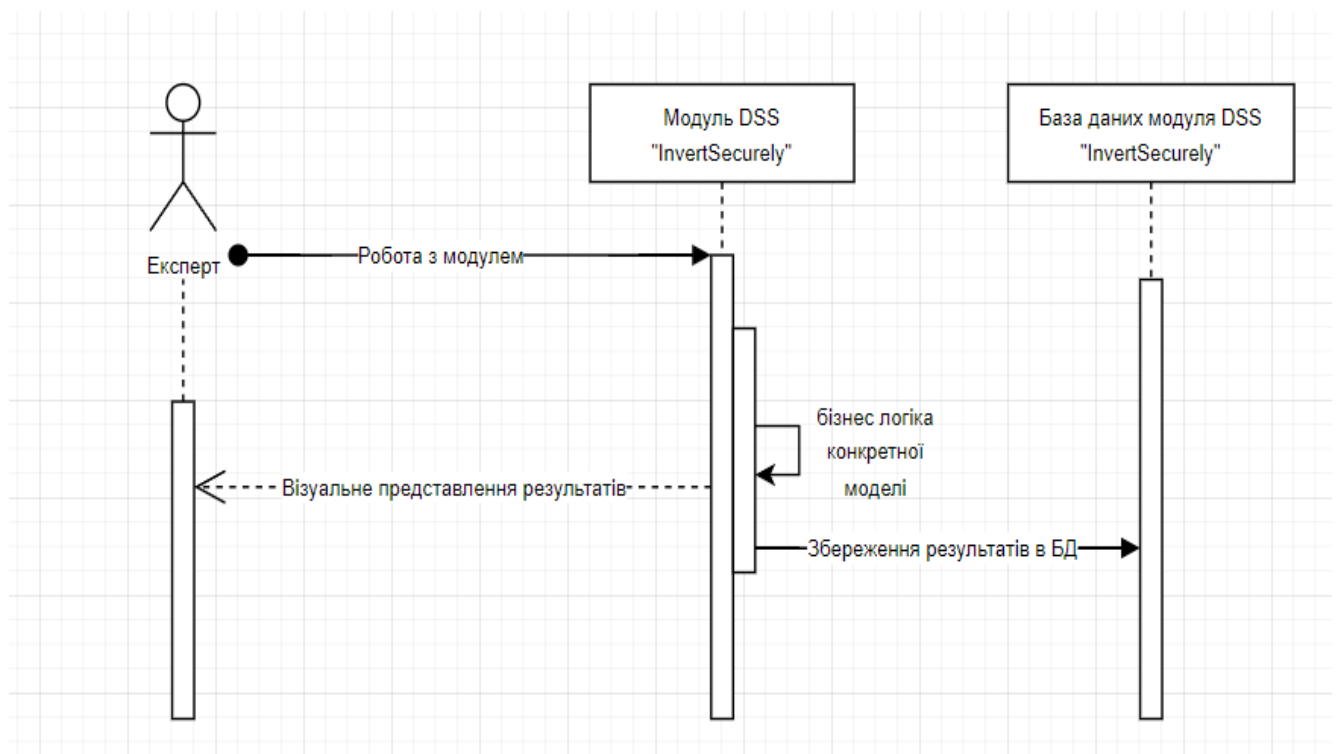 Модуль DSS
"InvertSecurely"
База даних модуля DSS
"InvertSecurely"
Експерт
Робота з модулем
бізнес логіка
конкретної
моделі
Візуальне представлення результатів
Збереження результатів в БД